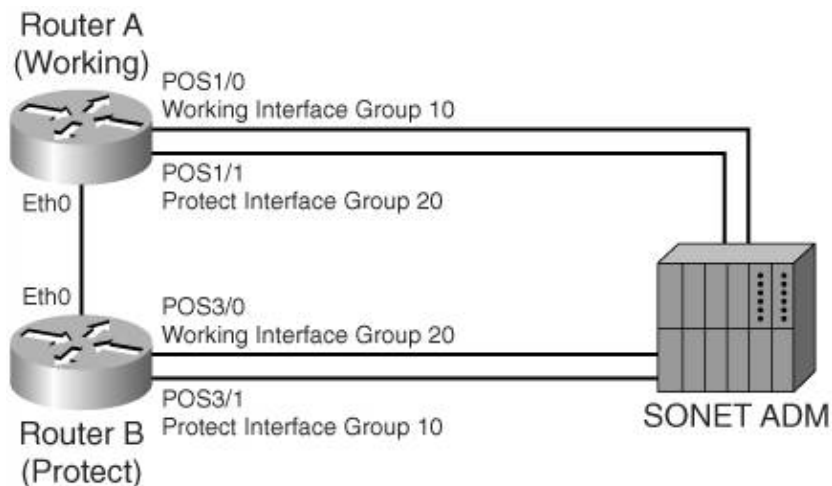 Router A
(Working)
POS1/0
Working Interface Group 10
POS1/1
Protect Interface Group 20
Eth0
Eth0
POS3/0
Working Interface Group 20
POS3/1
Protect Interface Group 10
Router B
(Protect)
SONET ADM